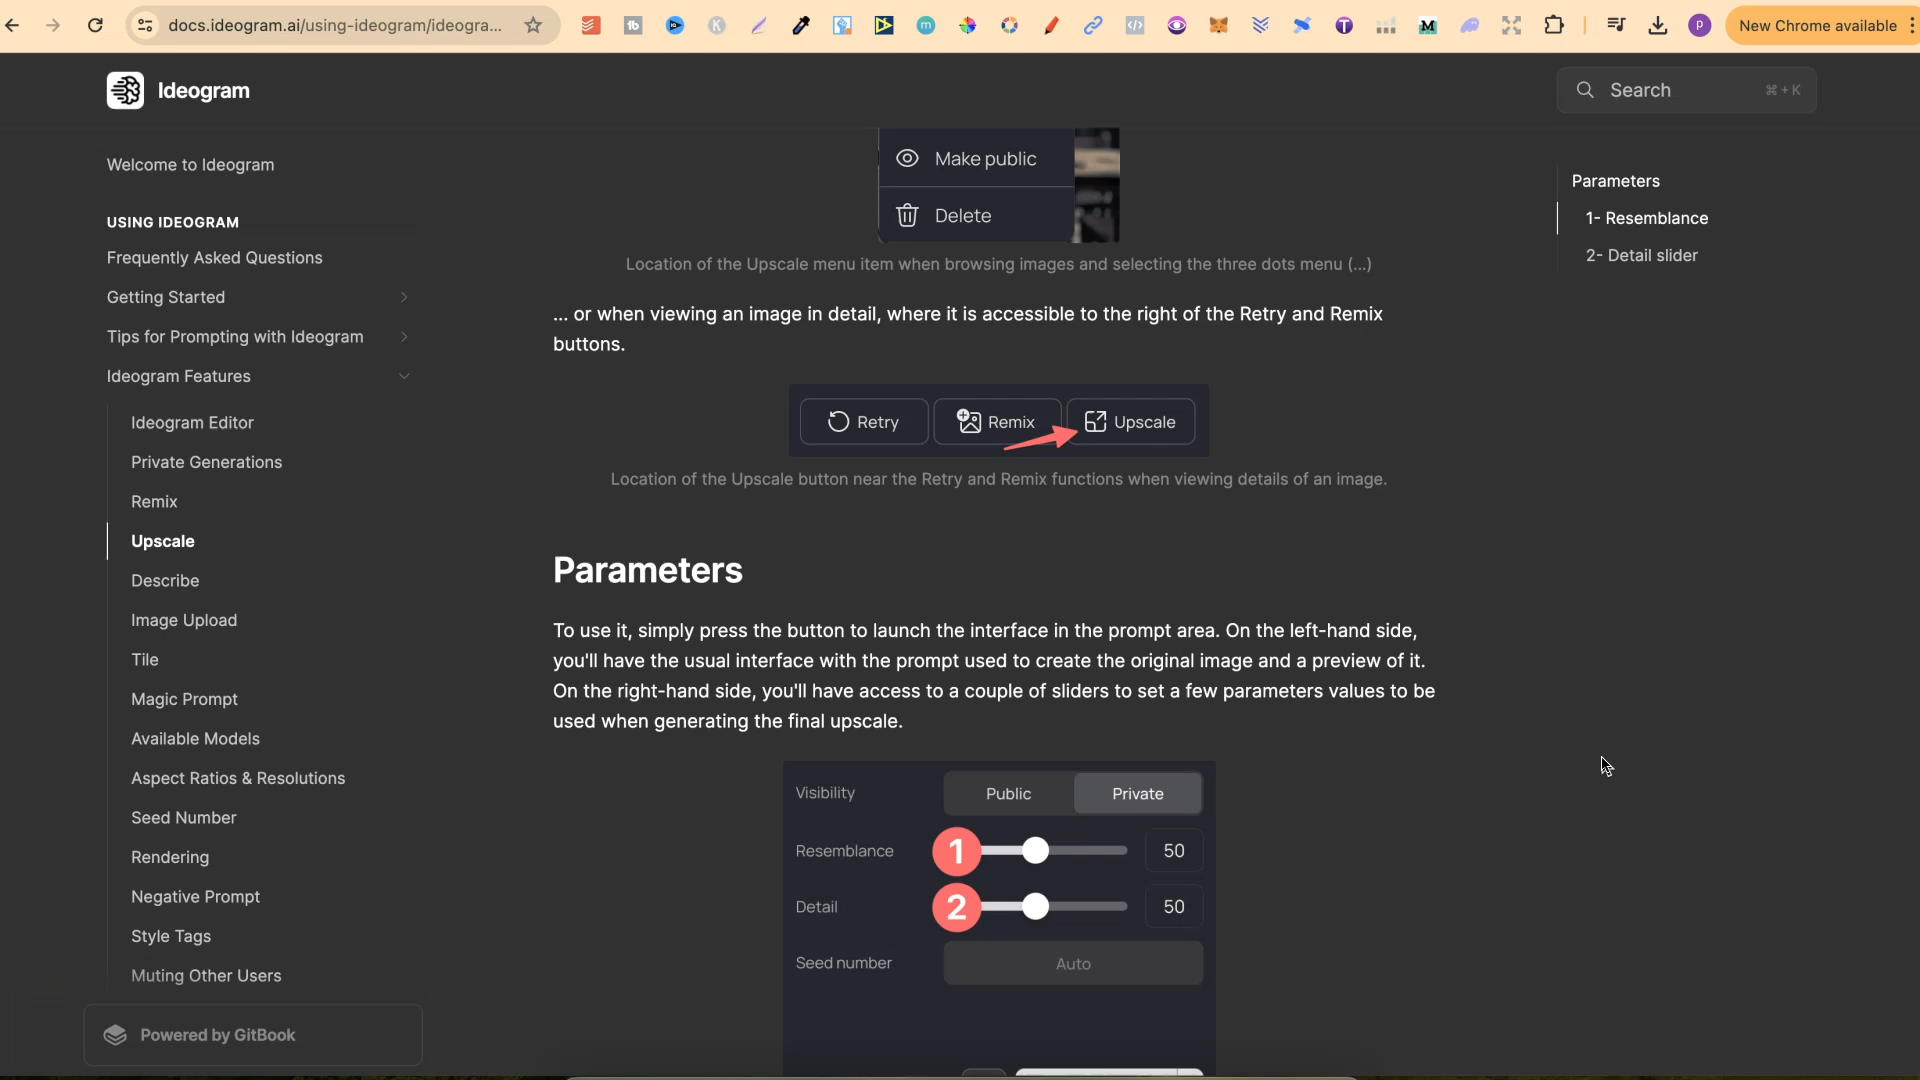 docs.ideogram.ai/using-ideogram/ideogra...
New Chrome available
Ideogram
Search
⌘ + K
Welcome to Ideogram
USING IDEOGRAM
Frequently Asked Questions
Getting Started
Tips for Prompting with Ideogram
Ideogram Features
Ideogram Editor
Private Generations
Remix
Upscale
Describe
Image Upload
Tile
Magic Prompt
Available Models
Aspect Ratios & Resolutions
Seed Number
Rendering
Negative Prompt
Style Tags
Muting Other Users
Powered by GitBook
Make public
Delete
Location of the Upscale menu item when browsing images and selecting the three dots menu (...)
... or when viewing an image in detail, where it is accessible to the right of the Retry and Remix
buttons.
Retry
Remix
Upscale
Location of the Upscale button near the Retry and Remix functions when viewing details of an image.
Parameters
To use it, simply press the button to launch the interface in the prompt area. On the left-hand side,
you'll have the usual interface with the prompt used to create the original image and a preview of it.
On the right-hand side, you'll have access to a couple of sliders to set a few parameters values to be
used when generating the final upscale.
Visibility
Public
Private
Resemblance
1
50
Detail
2
50
Seed number
Auto
Parameters
1- Resemblance
2- Detail slider